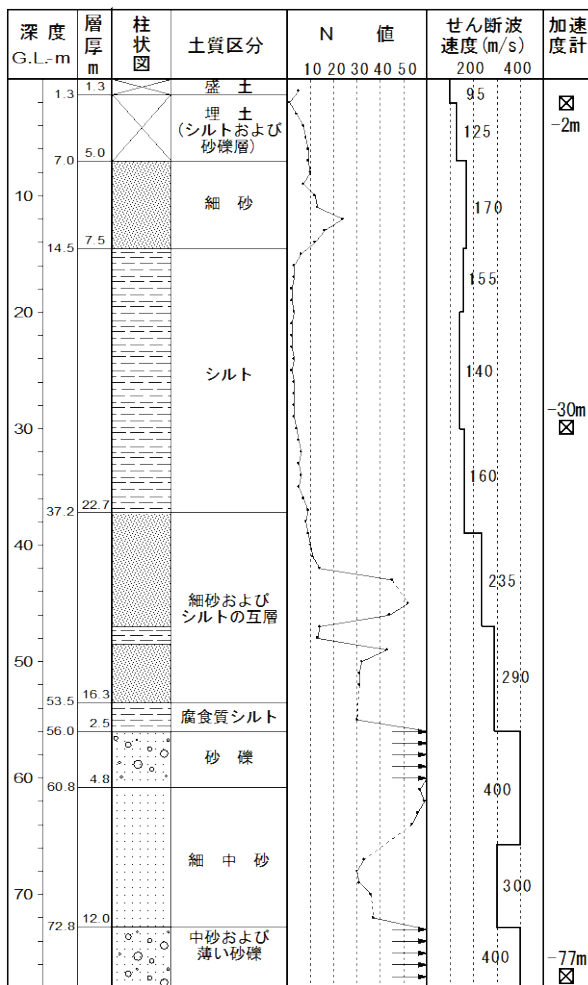 深度
G.L.-m
層厚
m
柱状図
土質区分
N 値
10 20 30 40 50
せん断波
速度(m/s)
200 400
加速度計
1.3
1.3
盛土
95
-2m
埋土
(シルトおよび
砂礫層)
125
7.0
5.0
10
細砂
170
14.5
7.5
155
20
シルト
140
-30m
30
160
37.2
22.7
40
235
細砂および
シルトの互層
50
290
53.5
16.3
腐食質シルト
56.0
2.5
砂礫
60
400
60.8
4.8
細中砂
300
70
72.8
12.0
中砂および
薄い砂礫
400
-77m